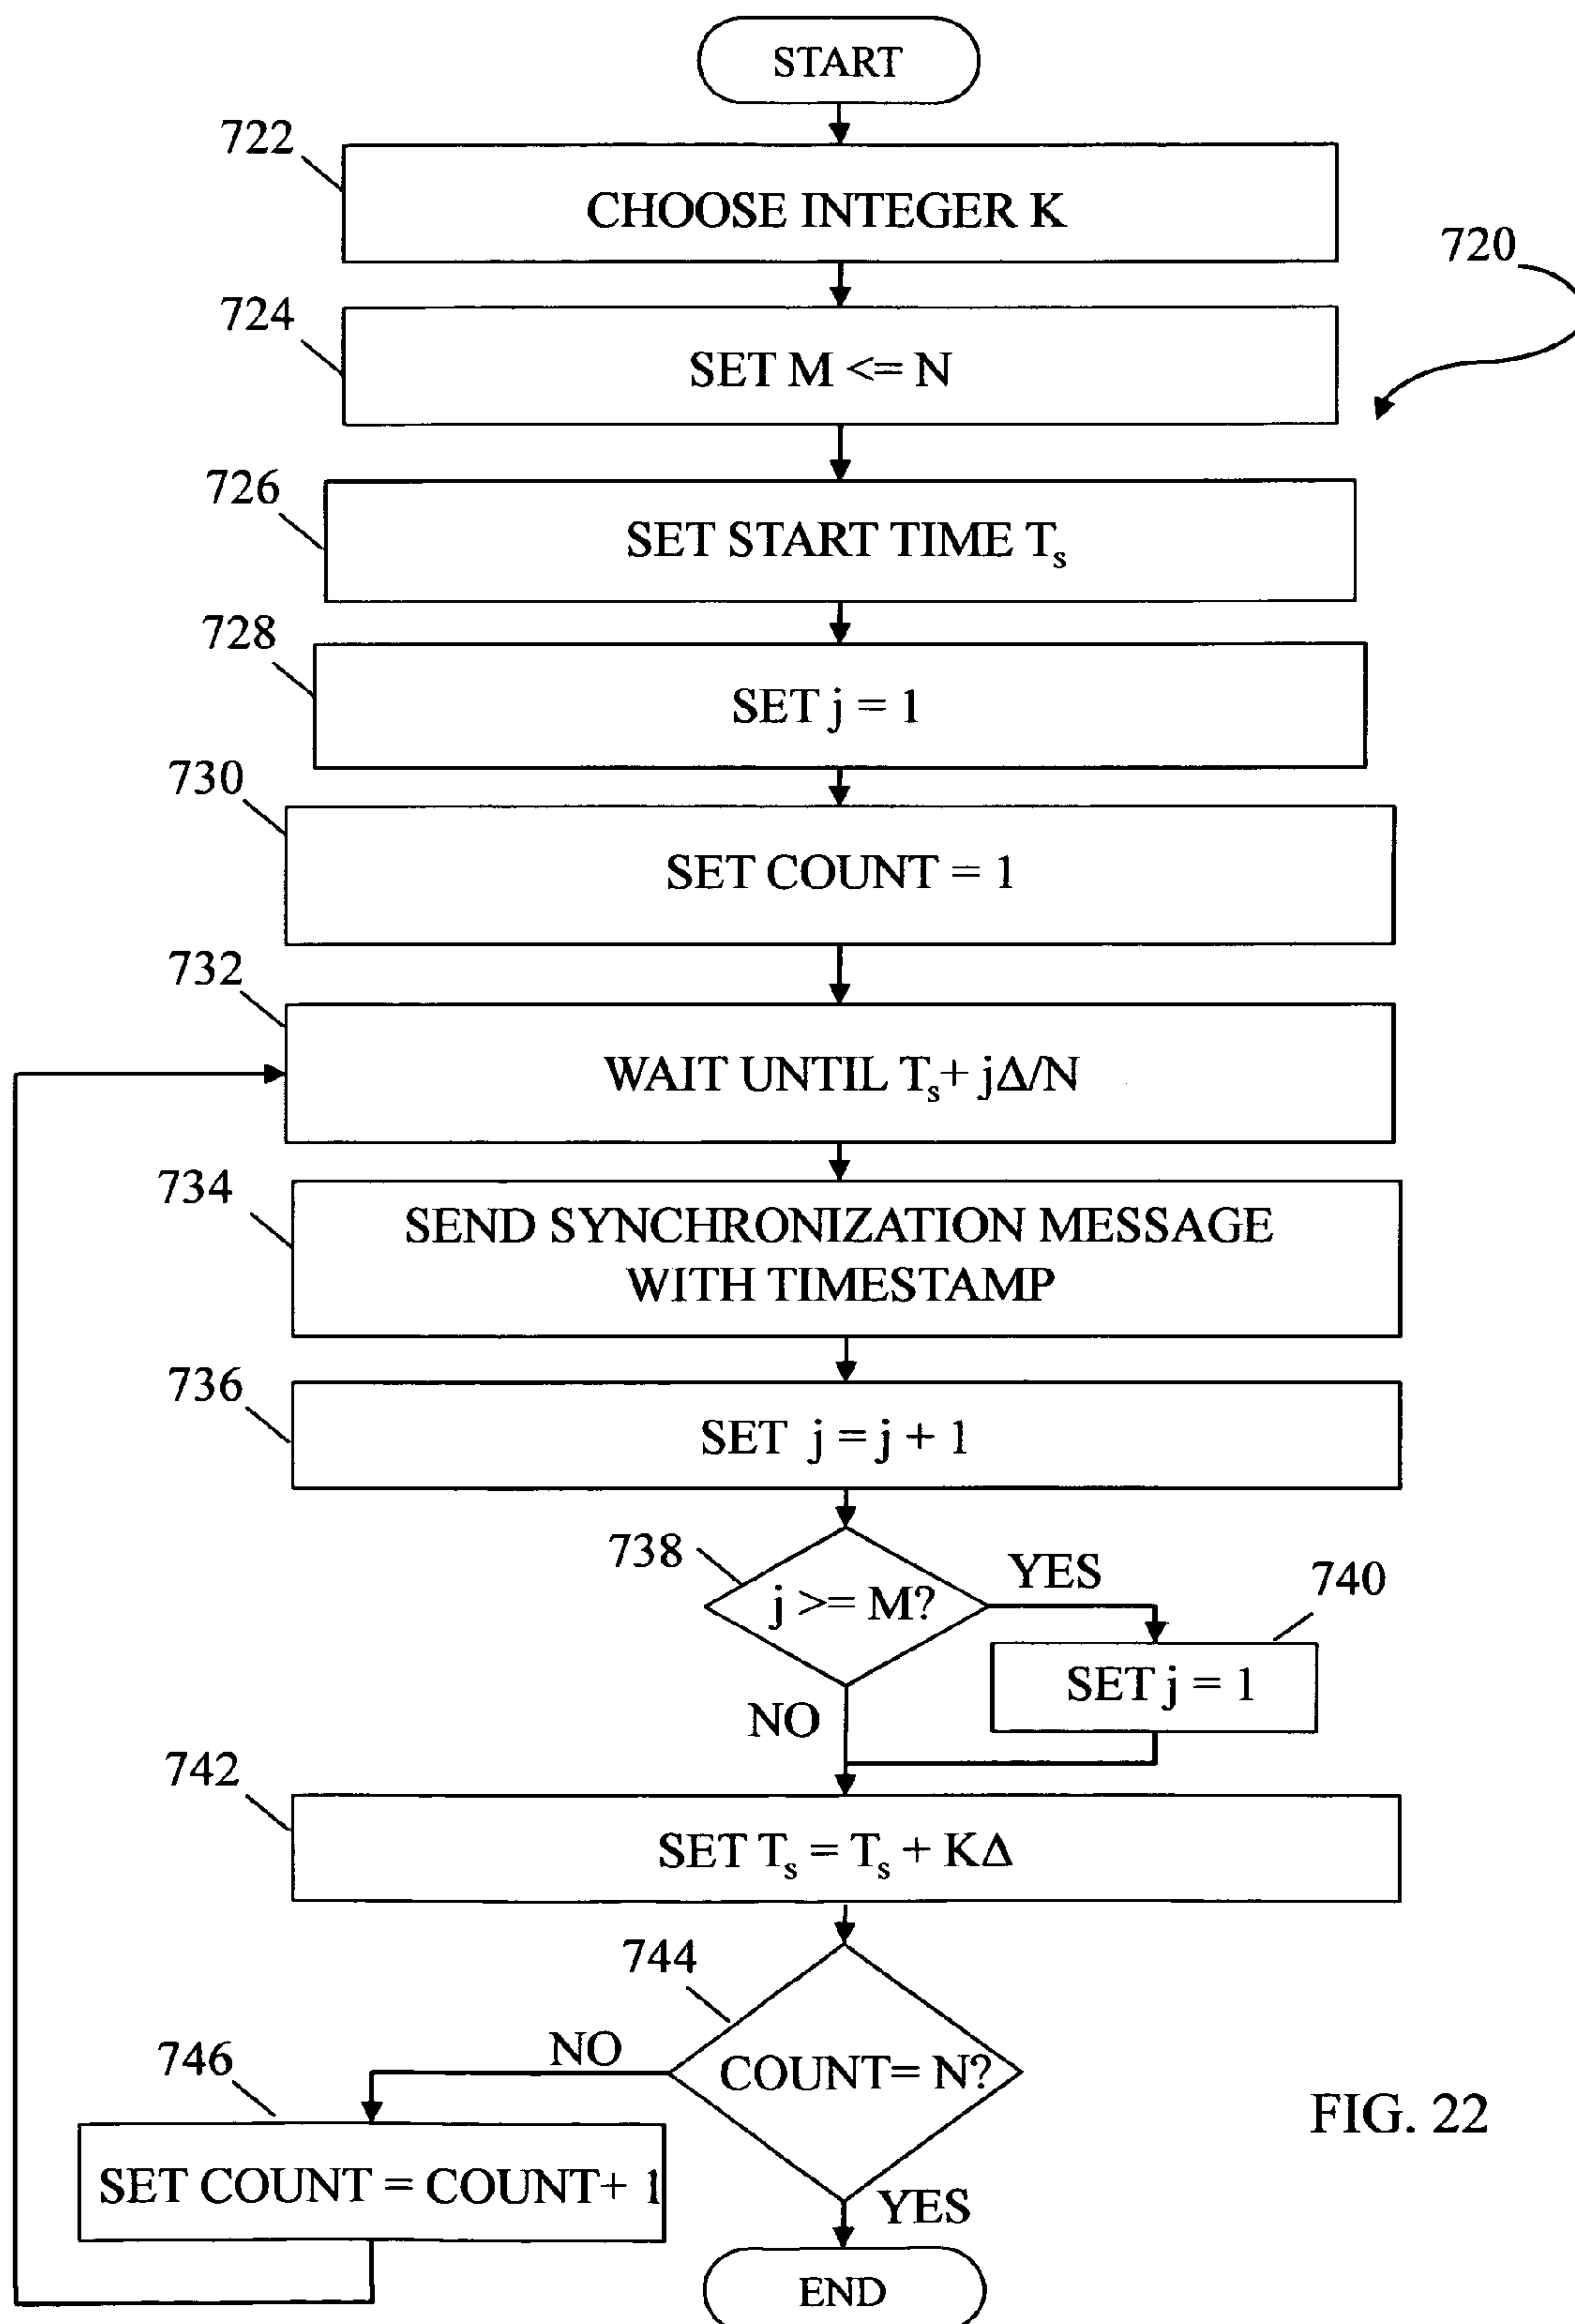 START
722
CHOOSE INTEGER K
720
724
SET M <= N
726
SET START TIME Ts
728
SET j = 1
730
SET COUNT = 1
732
WAIT UNTIL Ts+ jΔ/N
734
SEND SYNCHRONIZATION MESSAGE
WITH TIMESTAMP
736
SET j = j + 1
738
j >= M?
YES
740
SET j = 1
NO
742
SET Ts = Ts + KΔ
744
COUNT= N?
NO
746
SET COUNT = COUNT+ 1
YES
END
FIG. 22